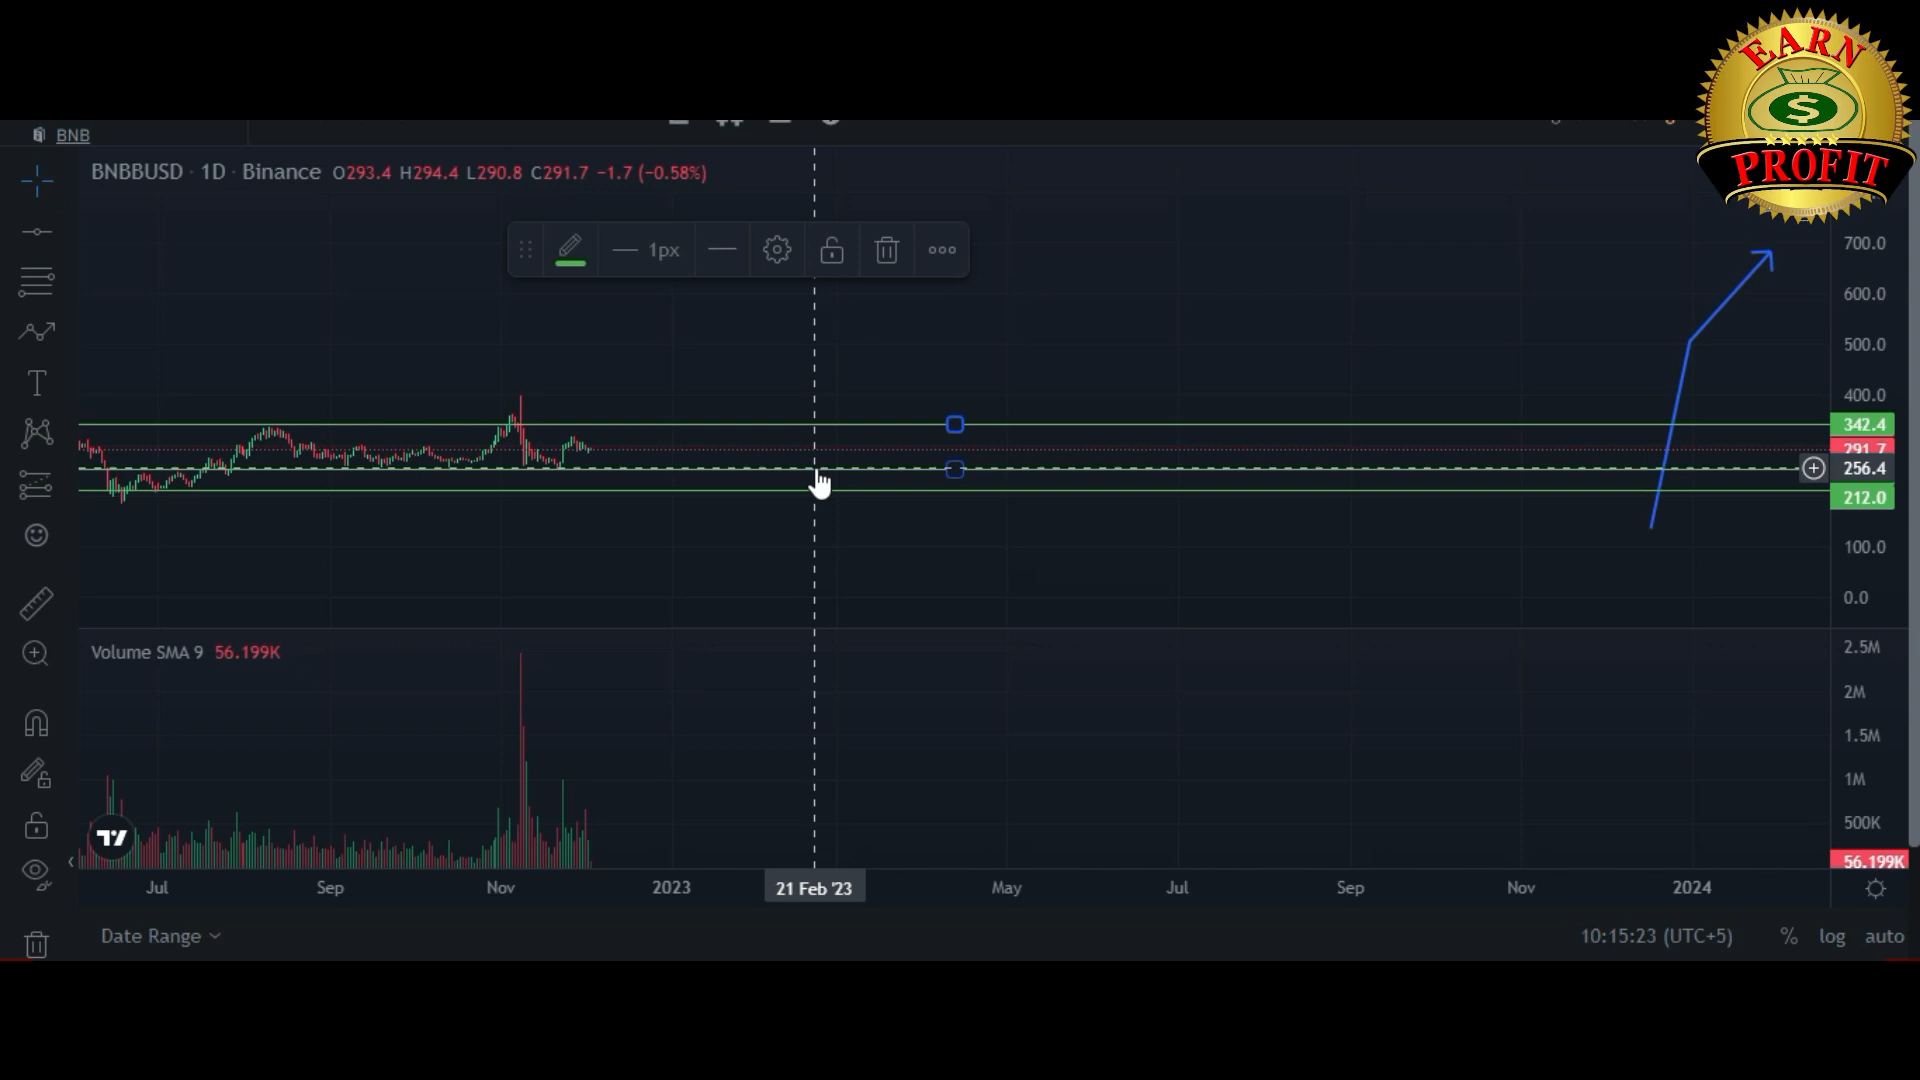 EARN
PROFIT
BNB
BNBBUSD · 1D · Binance O293.4 H294.4 L290.8 C291.7 −1.7 (−0.58%)
1px
700.0
600.0
500.0
400.0
342.4
291.7
256.4
212.0
100.0
0.0
Volume SMA 9 56.199K
2.5M
2M
1.5M
1M
500K
56.199K
Jul Sep Nov 2023 21 Feb '23 May Jul Sep Nov 2024
Date Range 10:15:23 (UTC+5) % log auto